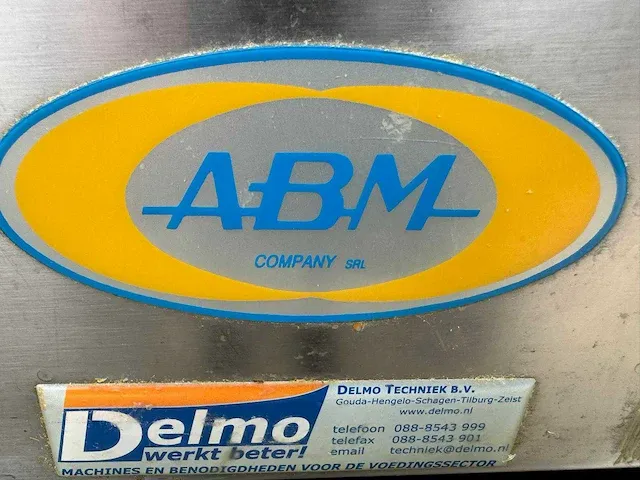 ABM
COMPANY SRL
Delmo
werkt beter!
DELMO TECHNIEK B.V.
Gouda-Hengelo-Schagen-Tilburg-Zeist
www.delmo.nl
telefoon 088-8543 999
telefax 088-8543 901
email techniek@delmo.nl
MACHINES EN BENODIGDHEDEN VOOR DE VOEDINGSSECTOR